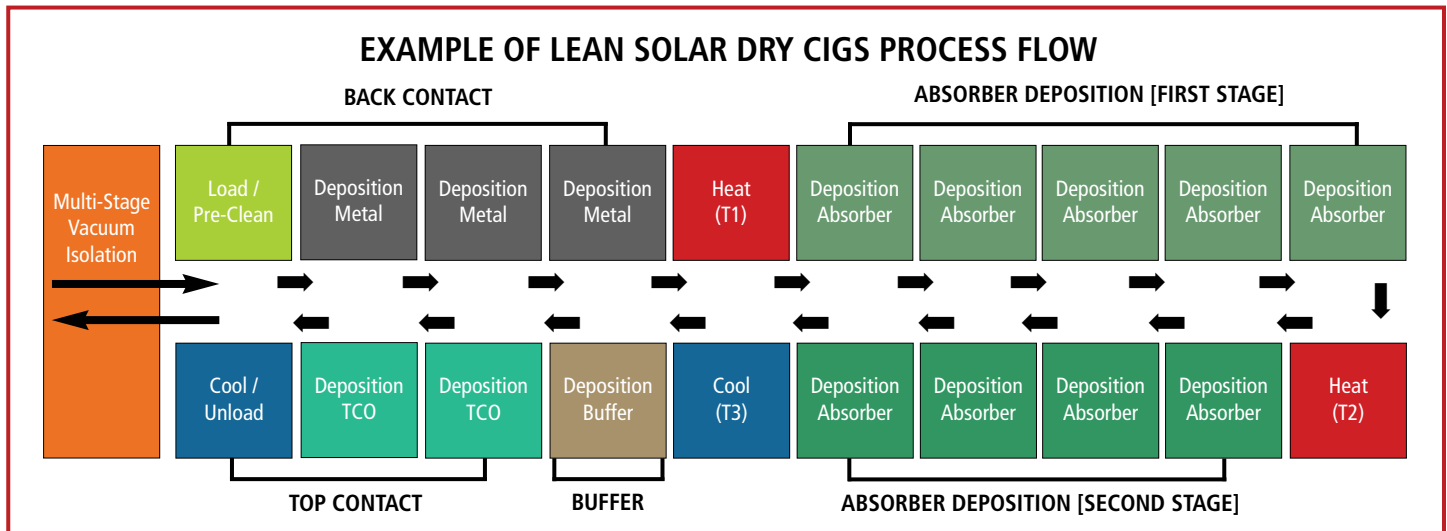 EXAMPLE OF LEAN SOLAR DRY CIGS PROCESS FLOW
BACK CONTACT
ABSORBER DEPOSITION [FIRST STAGE]
Multi-Stage
Vacuum
Isolation
Load /
Pre-Clean
Deposition
Metal
Deposition
Metal
Deposition
Metal
Heat
(T1)
Deposition
Absorber
Deposition
Absorber
Deposition
Absorber
Deposition
Absorber
Deposition
Absorber
Cool /
Unload
Deposition
TCO
Deposition
TCO
Deposition
Buffer
Cool
(T3)
Deposition
Absorber
Deposition
Absorber
Deposition
Absorber
Deposition
Absorber
Heat
(T2)
TOP CONTACT
BUFFER
ABSORBER DEPOSITION [SECOND STAGE]